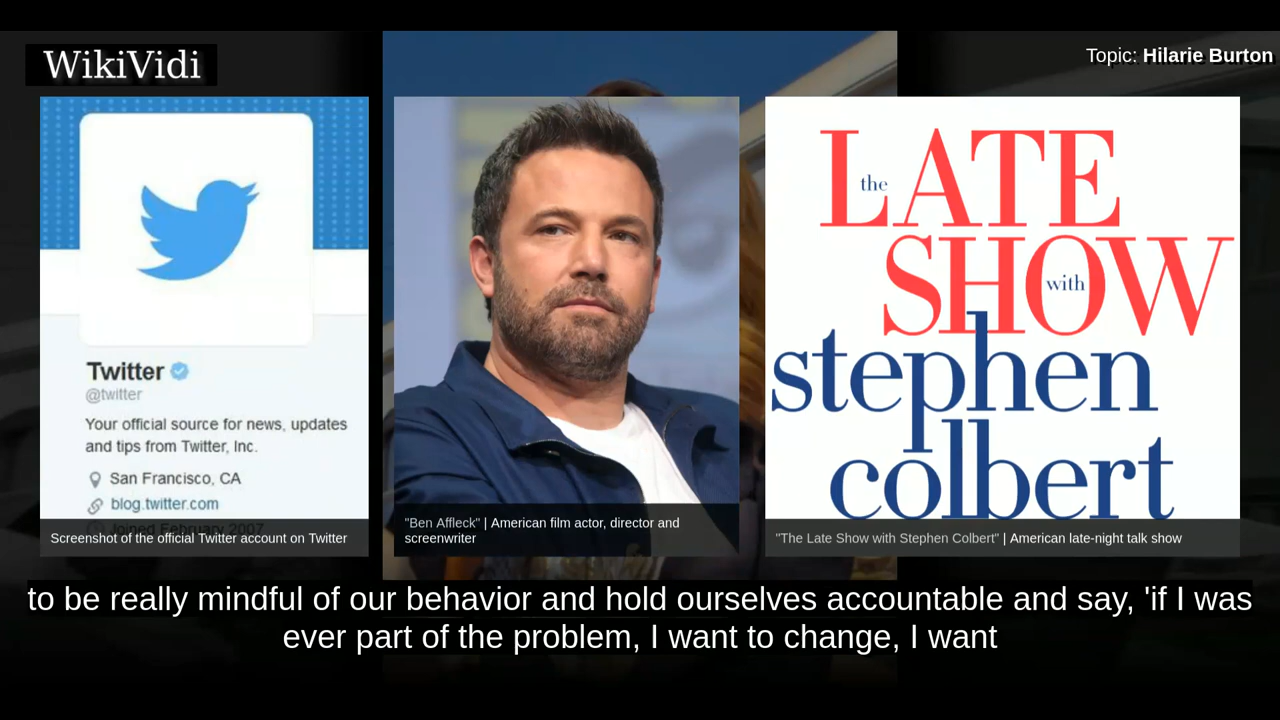 WikiVidi
Topic: Hilarie Burton
Twitter
@twitter
Your official source for news, updates
and tips from Twitter, Inc.
San Francisco, CA
blog.twitter.com
Joined February 2007
Screenshot of the official Twitter account on Twitter
"Ben Affleck" | American film actor, director and
screenwriter
the LATE
SHOW with
stephen
colbert
"The Late Show with Stephen Colbert" | American late-night talk show
to be really mindful of our behavior and hold ourselves accountable and say, 'if I was
ever part of the problem, I want to change, I want